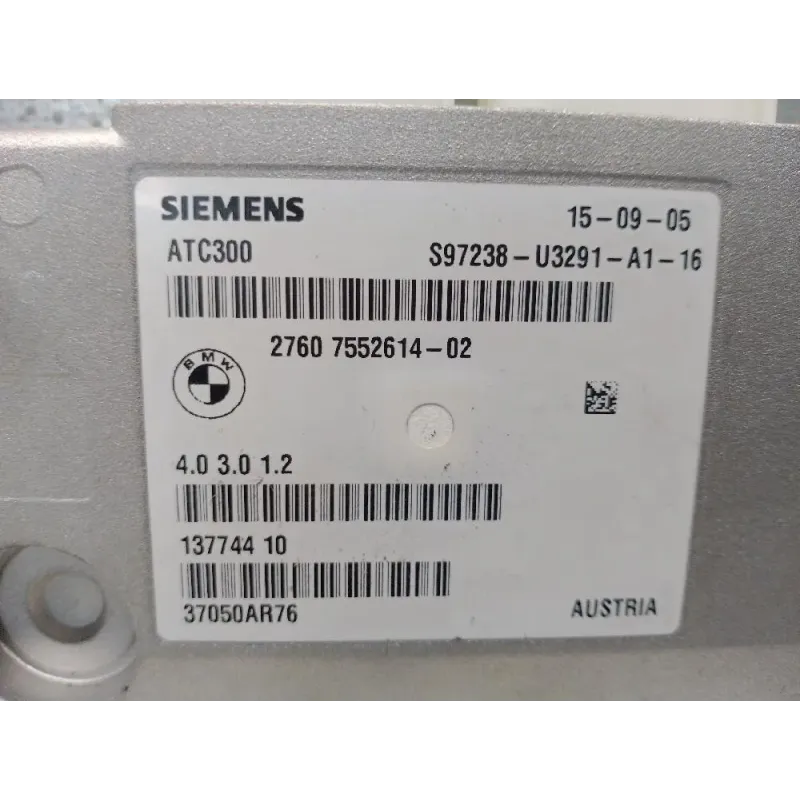 SIEMENS 15-09-05
ATC300 S97238-U3291-A1-16
2760 7552614-02
BMW
4.0 3.0 1.2
137744 10
37050AR76 AUSTRIA